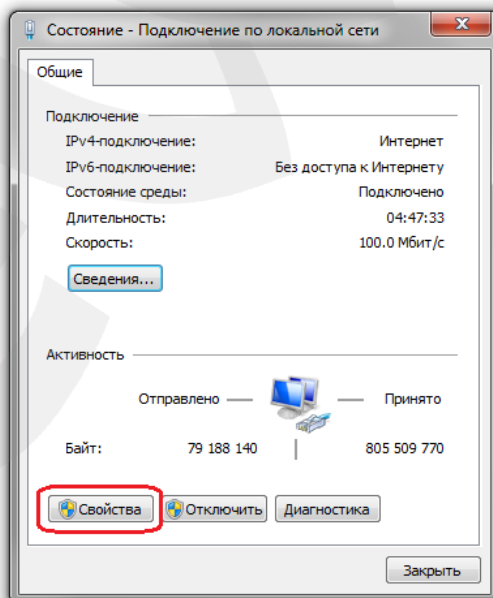 Состояние - Подключение по локальной сети
Общие
Подключение
IPv4-подключение: Интернет
IPv6-подключение: Без доступа к Интернету
Состояние среды: Подключено
Длительность: 04:47:33
Скорость: 100.0 Мбит/с
Сведения...
Активность
Отправлено — — Принято
Байт: 79 188 140 | 805 509 770
Свойства Отключить Диагностика
Закрыть